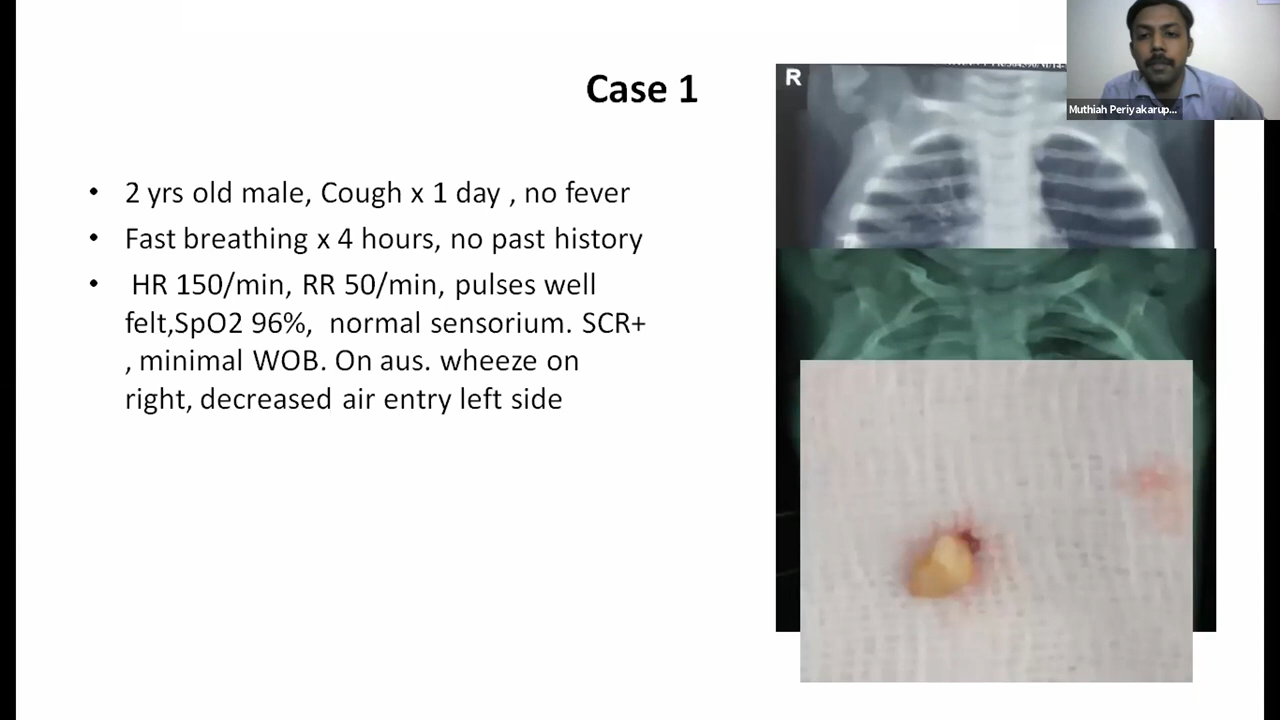 Case 1
R
Muthiah Periyakarup...
• 2 yrs old male, Cough x 1 day , no fever
• Fast breathing x 4 hours, no past history
• HR 150/min, RR 50/min, pulses well
felt,SpO2 96%, normal sensorium. SCR+
, minimal WOB. On aus. wheeze on
right, decreased air entry left side